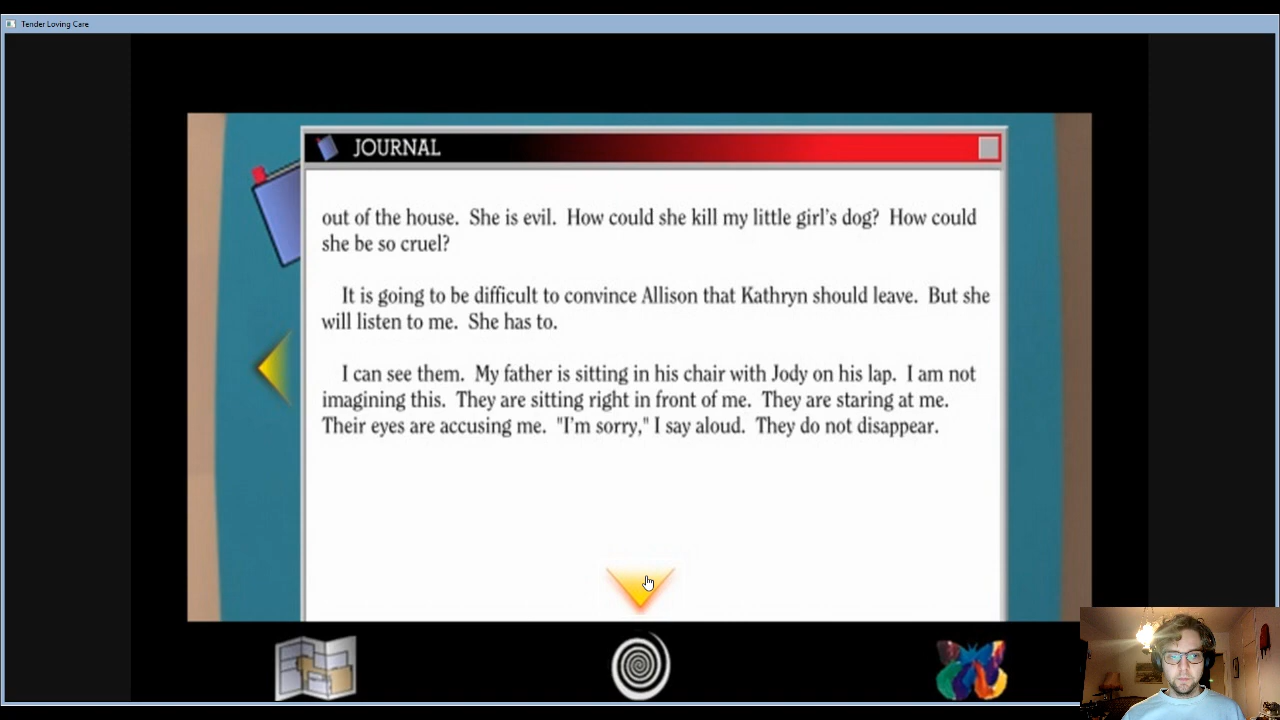 Tender Loving Care
JOURNAL
out of the house.  She is evil.  How could she kill my little girl's dog?  How could
she be so cruel?
It is going to be difficult to convince Allison that Kathryn should leave.  But she
will listen to me.  She has to.
I can see them.  My father is sitting in his chair with Jody on his lap.  I am not
imagining this.  They are sitting right in front of me.  They are staring at me.
Their eyes are accusing me.  "I'm sorry," I say aloud.  They do not disappear.